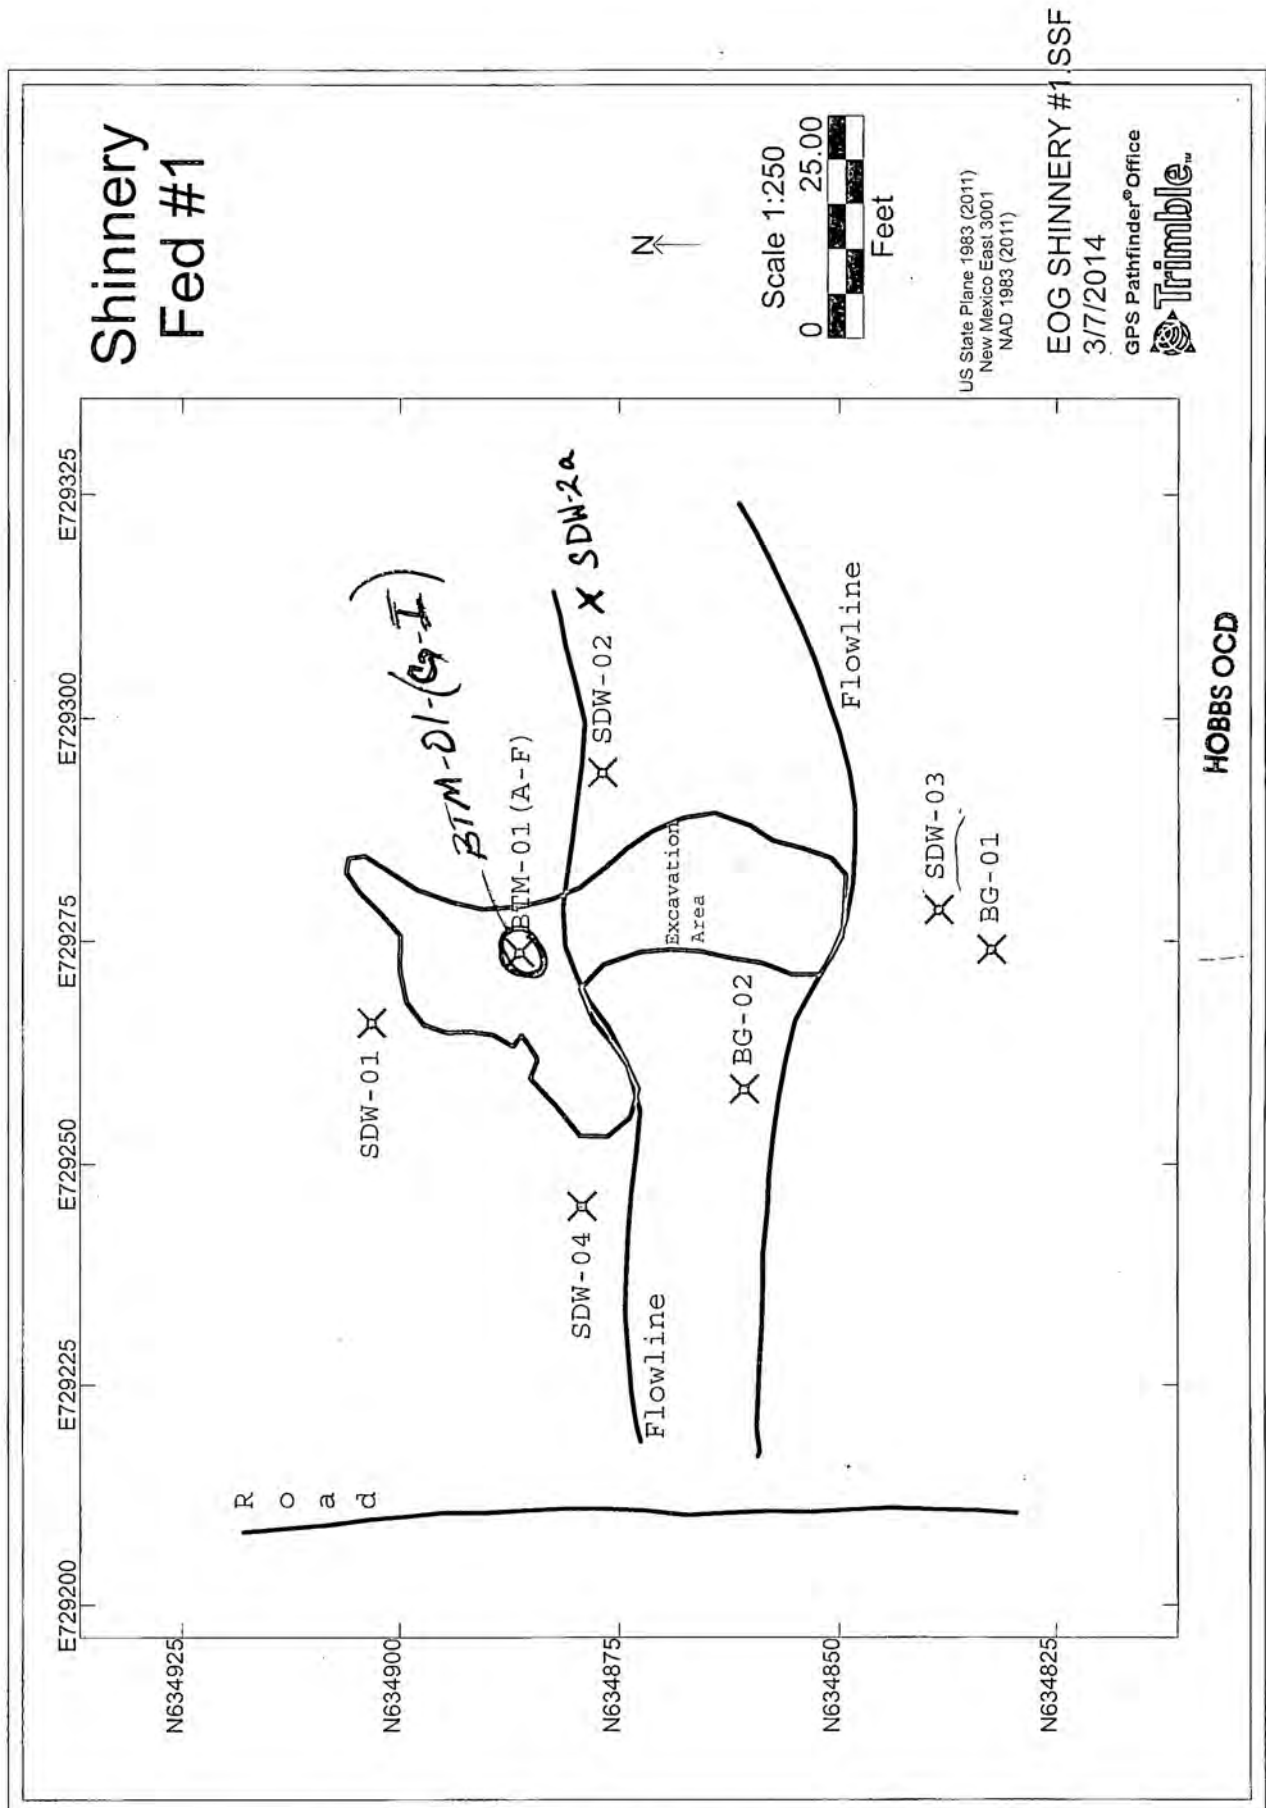 Shinnery
Fed #1
N
Scale 1:250
0 25.00
Feet
US State Plane 1983 (2011)
New Mexico East 3001
NAD 1983 (2011)
EOG SHINNERY #1.SSF
3/7/2014
GPS Pathfinder®Office
Trimble™
E729200 E729225 E729250 E729275 E729300 E729325
N634925
N634900
N634875
N634850
N634825
Road
SDW-01
BTM-01-(G-I)
BTM-01(A-F)
SDW-02
SDW-2a
SDW-04
Flowline
Excavation
Area
BG-02
Flowline
SDW-03
BG-01
HOBBS OCD